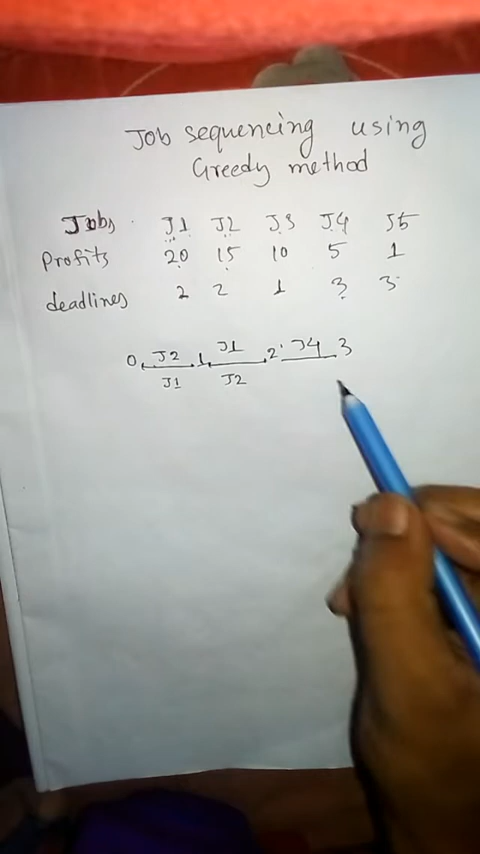 Job sequencing using
Greedy method
Jobs J1 J2 J3 J4 J5
Profits 20 15 10 5 1
deadlines 2 2 1 3 3
0 J2 1 J1 2 J4 3
J1 J2